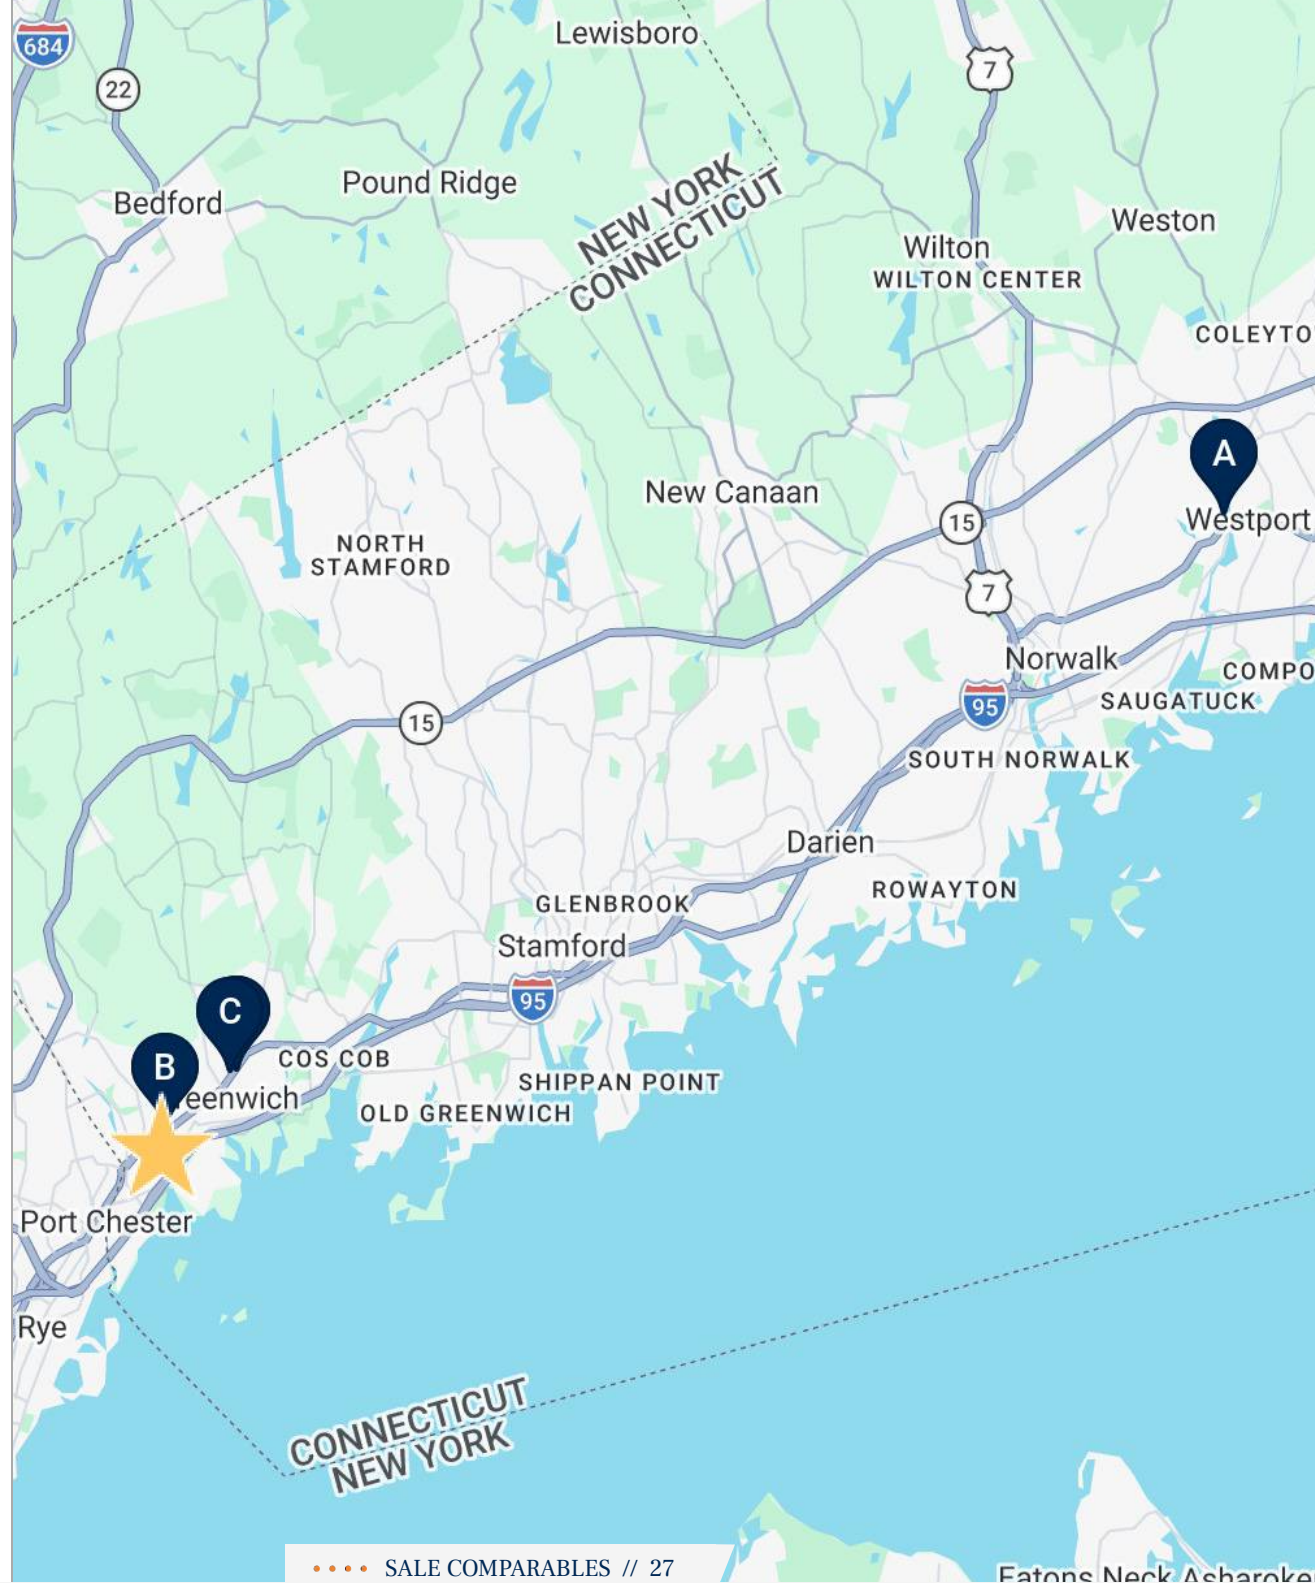 Lewisboro
684
7
22
Pound Ridge
Bedford
NEW YORK
CONNECTICUT
Weston
Wilton
WILTON CENTER
COLEYTO
A
New Canaan
15
Westport
NORTH
STAMFORD
7
Norwalk
COMPO
95
SAUGATUCK
15
SOUTH NORWALK
Darien
ROWAYTON
GLENBROOK
Stamford
95
C
COS COB
B
SHIPPAN POINT
reenwich
OLD GREENWICH
Port Chester
Rye
CONNECTICUT
NEW YORK
•••• SALE COMPARABLES // 27
Eatons Neck Asharoke